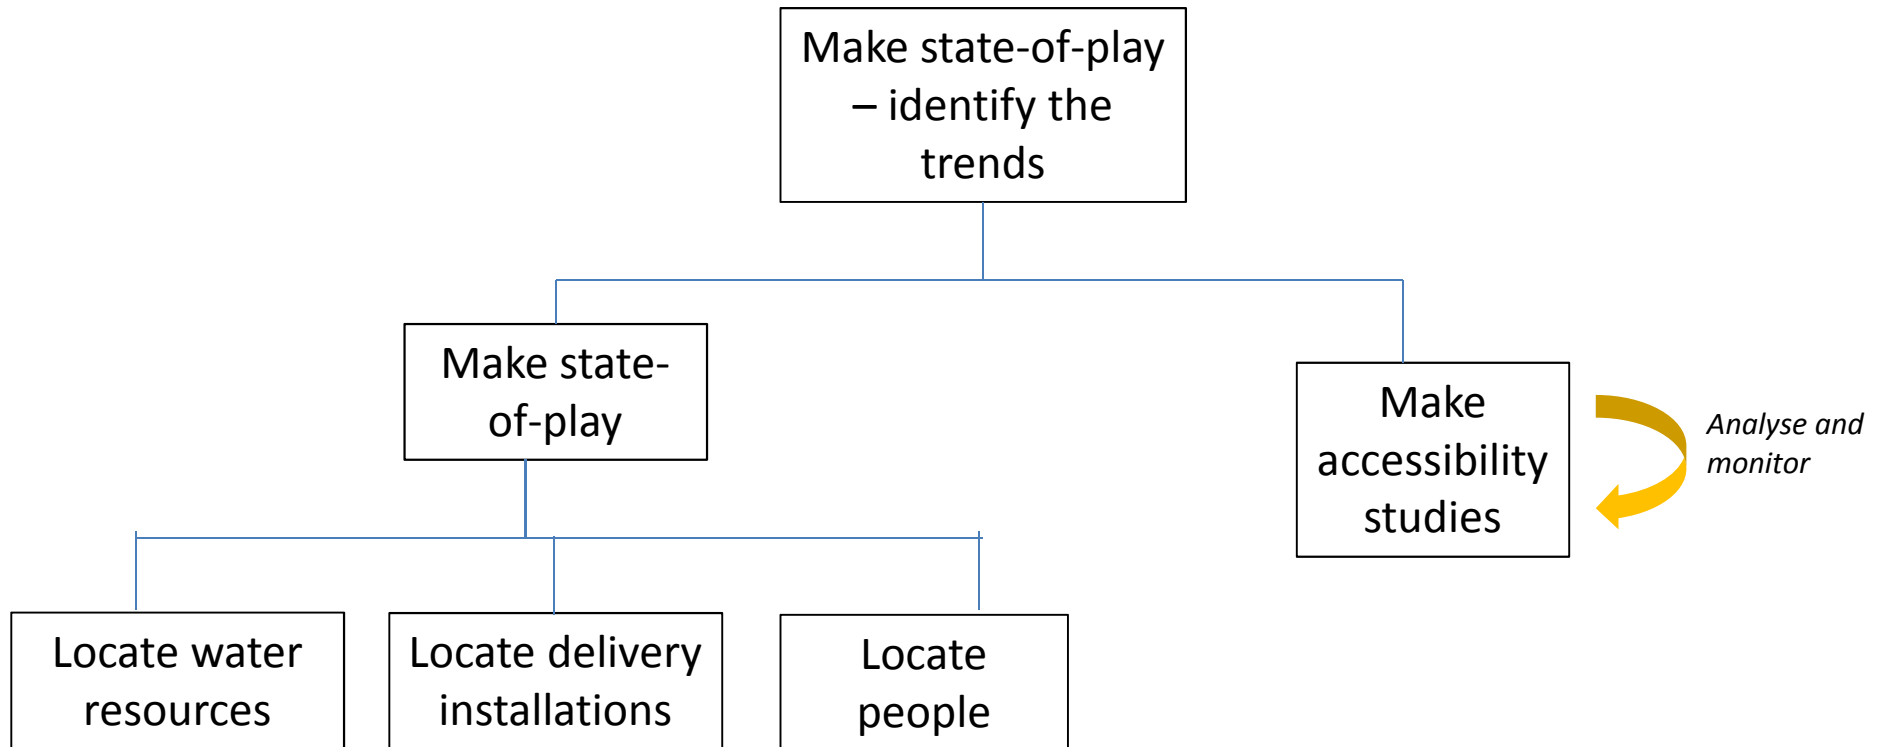 Make state-of-play
– identify the
trends
Make state-
of-play
Make
accessibility
studies
Analyse and
monitor
Locate water
resources
Locate delivery
installations
Locate
people